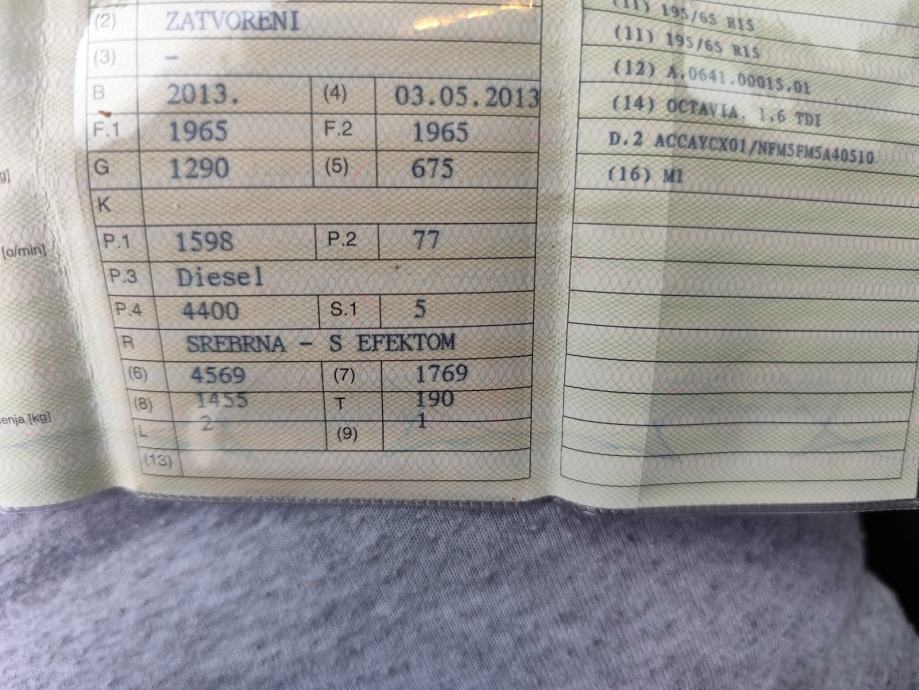 (2) ZATVORENI
(3) –
B 2013. (4) 03.05.2013
F.1 1965 F.2 1965
G 1290 (5) 675
K
P.1 1598 P.2 77
P.3 Diesel
P.4 4400 S.1 5
R SREBRNA – S EFEKTOM
(6) 4569 (7) 1769
(8) 1455 T 190
L 2 (9) 1
(13)
(11) 195/65 R15
(11) 195/65 R15
(12) A.0641.00015.01
(14) OCTAVIA, 1,6 TDI
D.2 ACCAYCX01/NFM5FM5A40510
(16) M1
g]
[o/min]
enja [kg]